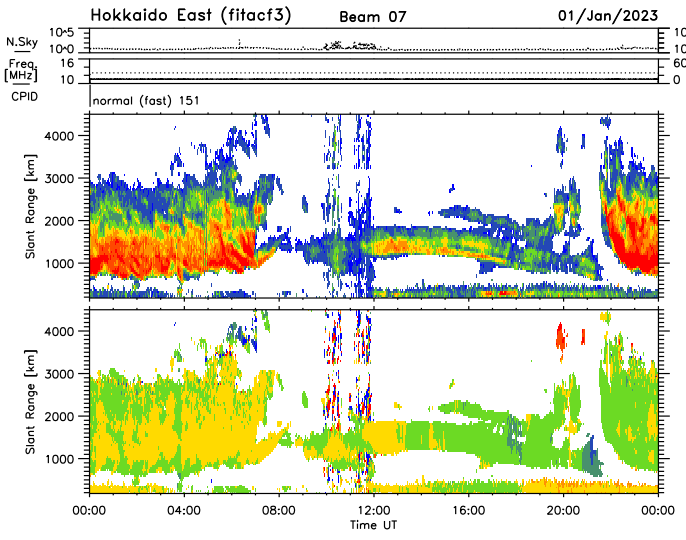 Hokkaido East (fitacf3) Beam 07 01/Jan/2023
10^5 10^
N.Sky
10^0 10^
Freq. 16 60
[MHz] 10 0
CPID normal (fast) 151
4000
3000
2000
1000
Slant Range [km]
4000
3000
2000
1000
Slant Range [km]
00:00 04:00 08:00 12:00 16:00 20:00 00:00
Time UT